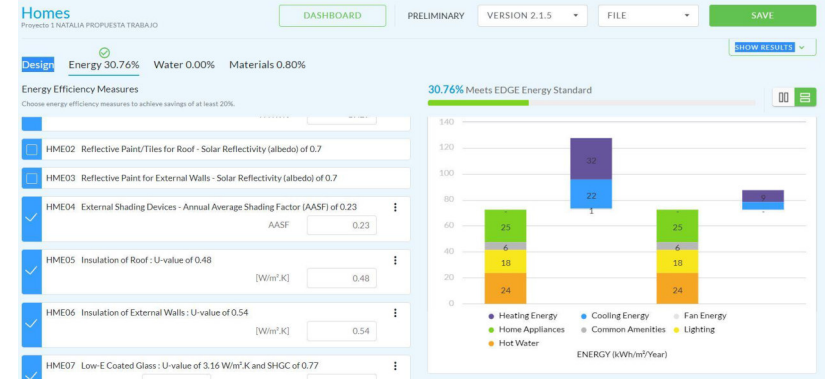 Homes
Proyecto 1 NATALIA PROPUESTA TRABAJO
DASHBOARD
PRELIMINARY
VERSION 2.1.5
FILE
SAVE
SHOW RESULTS
Design Energy 30.76% Water 0.00% Materials 0.80%
Energy Efficiency Measures
Choose energy efficiency measures to achieve savings of at least 20%.
30.76% Meets EDGE Energy Standard
HME02 Reflective Paint/Tiles for Roof - Solar Reflectivity (albedo) of 0.7
HME03 Reflective Paint for External Walls - Solar Reflectivity (albedo) of 0.7
HME04 External Shading Devices - Annual Average Shading Factor (AASF) of 0.23
AASF 0.23
HME05 Insulation of Roof : U-value of 0.48
[W/m².K] 0.48
HME06 Insulation of External Walls : U-value of 0.54
[W/m².K] 0.54
HME07 Low-E Coated Glass : U-value of 3.16 W/m².K and SHGC of 0.77
140
120
100
80
60
40
20
0
25
6
18
24
32
22
1
25
6
18
24
9
Heating Energy Cooling Energy Fan Energy
Home Appliances Common Amenities Lighting
Hot Water
ENERGY (kWh/m²/Year)